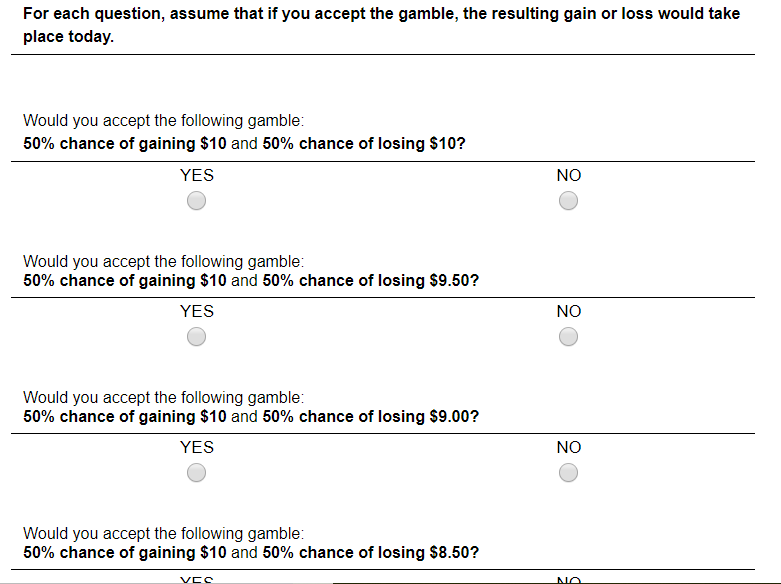 For each question, assume that if you accept the gamble, the resulting gain or loss would take
place today.
Would you accept the following gamble:
50% chance of gaining $10 and 50% chance of losing $10?
YES NO
Would you accept the following gamble:
50% chance of gaining $10 and 50% chance of losing $9.50?
YES NO
Would you accept the following gamble:
50% chance of gaining $10 and 50% chance of losing $9.00?
YES NO
Would you accept the following gamble:
50% chance of gaining $10 and 50% chance of losing $8.50?
YES NO